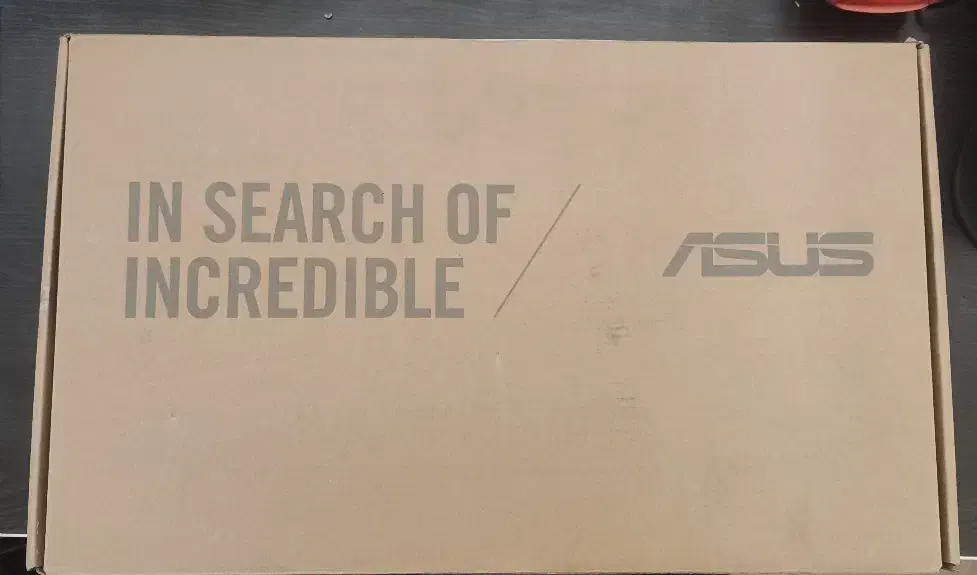 IN SEARCH OF
INCREDIBLE
ASUS